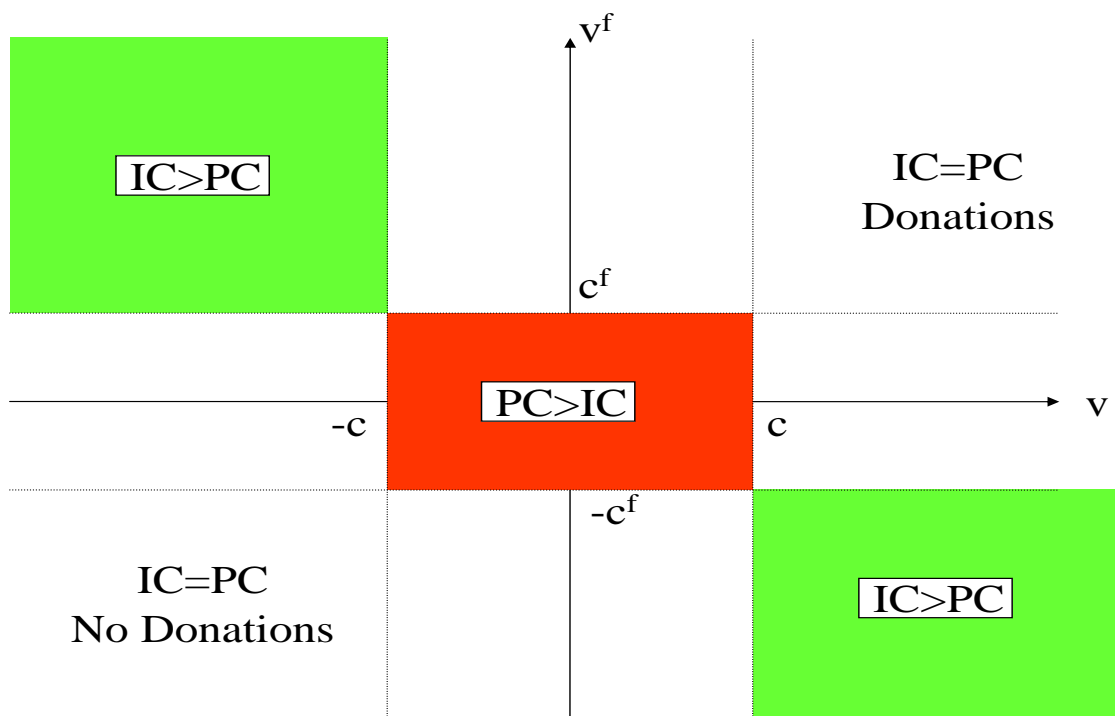 v^f
IC>PC
IC=PC
Donations
c^f
PC>IC
-c
c
v
-c^f
IC=PC
No Donations
IC>PC